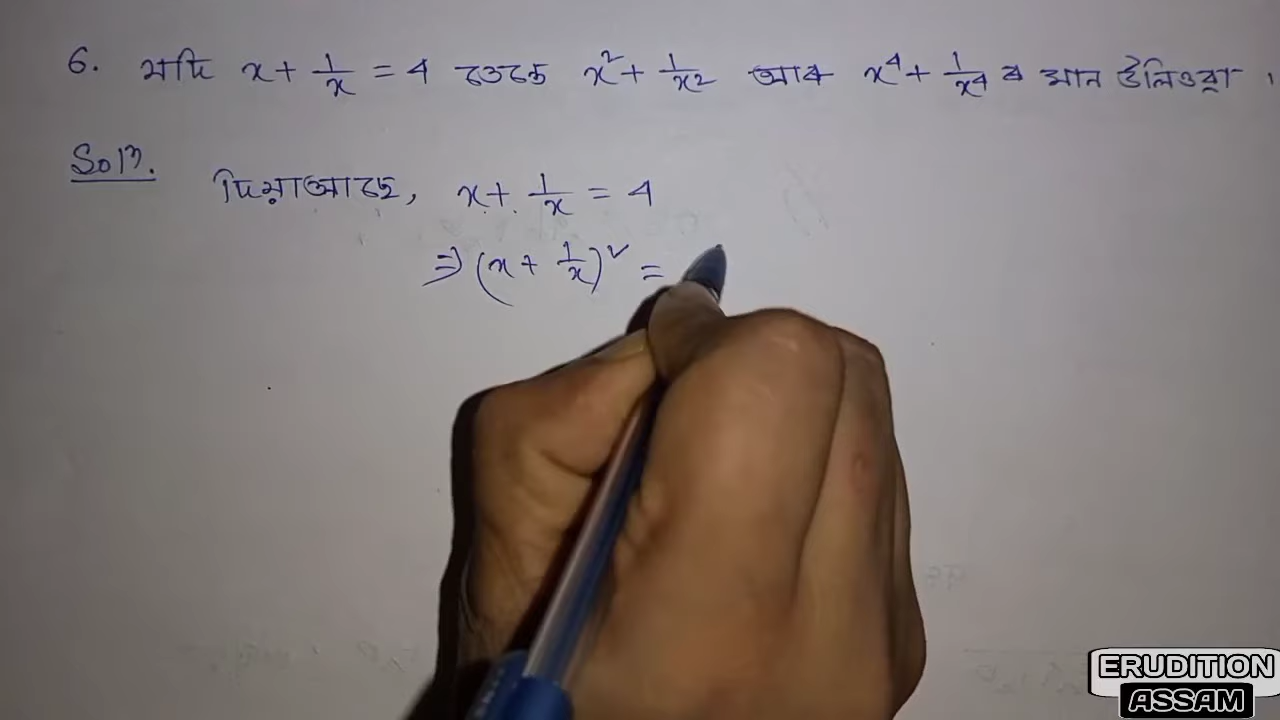 6. যদি x + 1/x = 4 তেন্তে x² + 1/x² আৰু x⁴ + 1/x⁴ ৰ মান উলিওৱা ।
Soln. দিয়া আছে, x + 1/x = 4
⇒ (x + 1/x)² =
ERUDITION
ASSAM